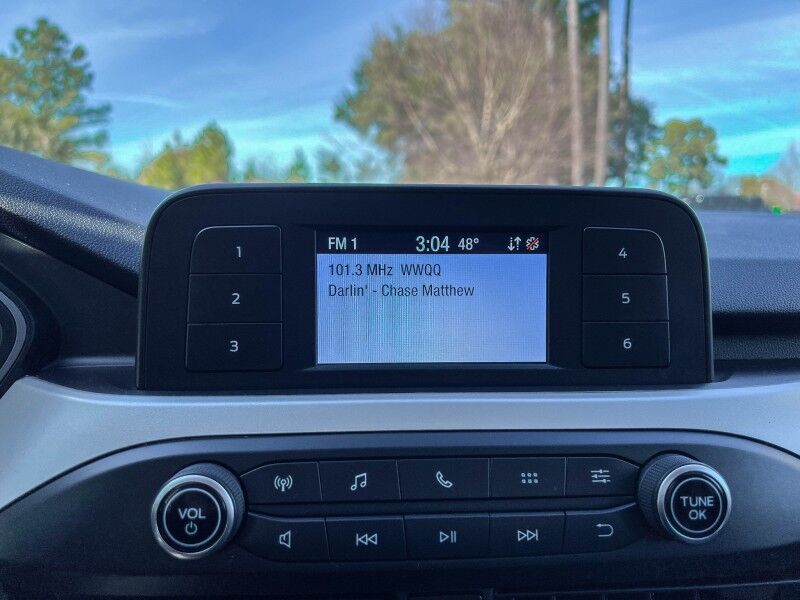 FM 1 3:04 48°
101.3 MHz WWQQ
Darlin' - Chase Matthew
1
2
3
4
5
6
VOL
TUNE
OK